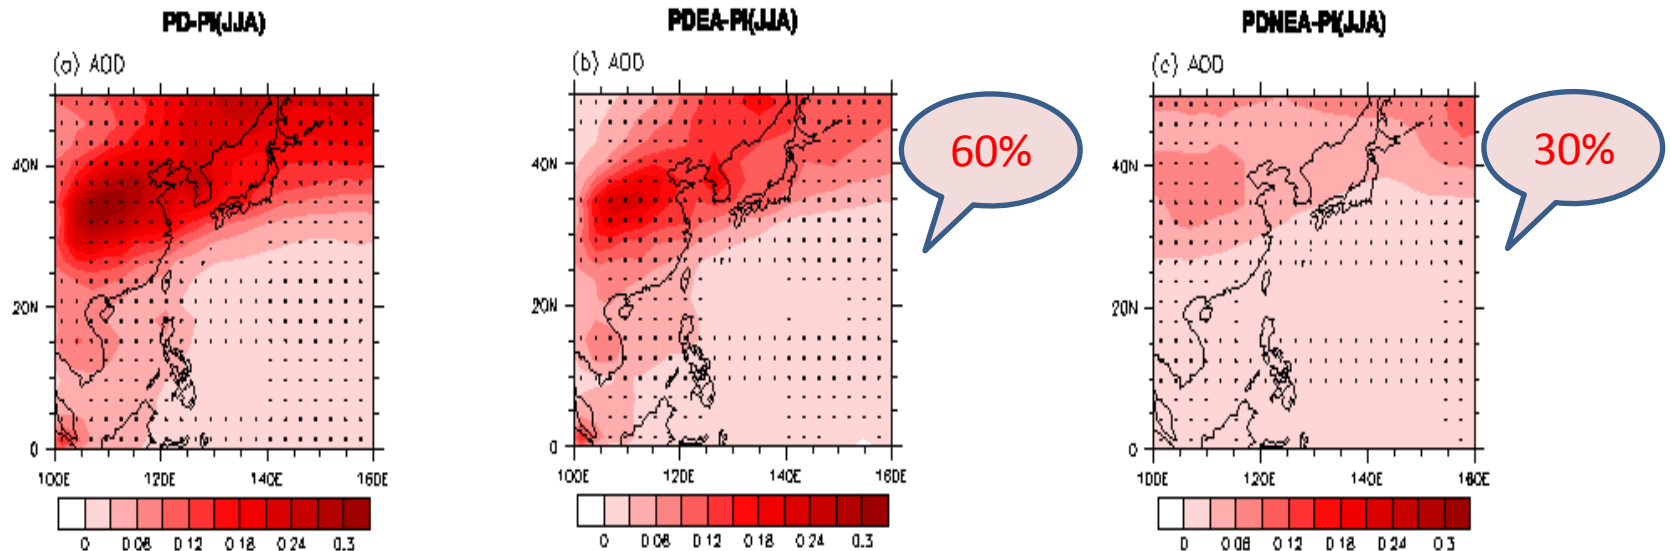 PD-PI(JJA)
(a) AOD
40N
20N
0
100E 120E 140E 160E
0 0.06 0.12 0.18 0.24 0.3
PDEA-PI(JJA)
(b) AOD
40N
20N
0
100E 120E 140E 160E
0 0.06 0.12 0.18 0.24 0.3
60%
PDNEA-PI(JJA)
(c) AOD
40N
20N
0
100E 120E 140E 160E
0 0.06 0.12 0.18 0.24 0.3
30%